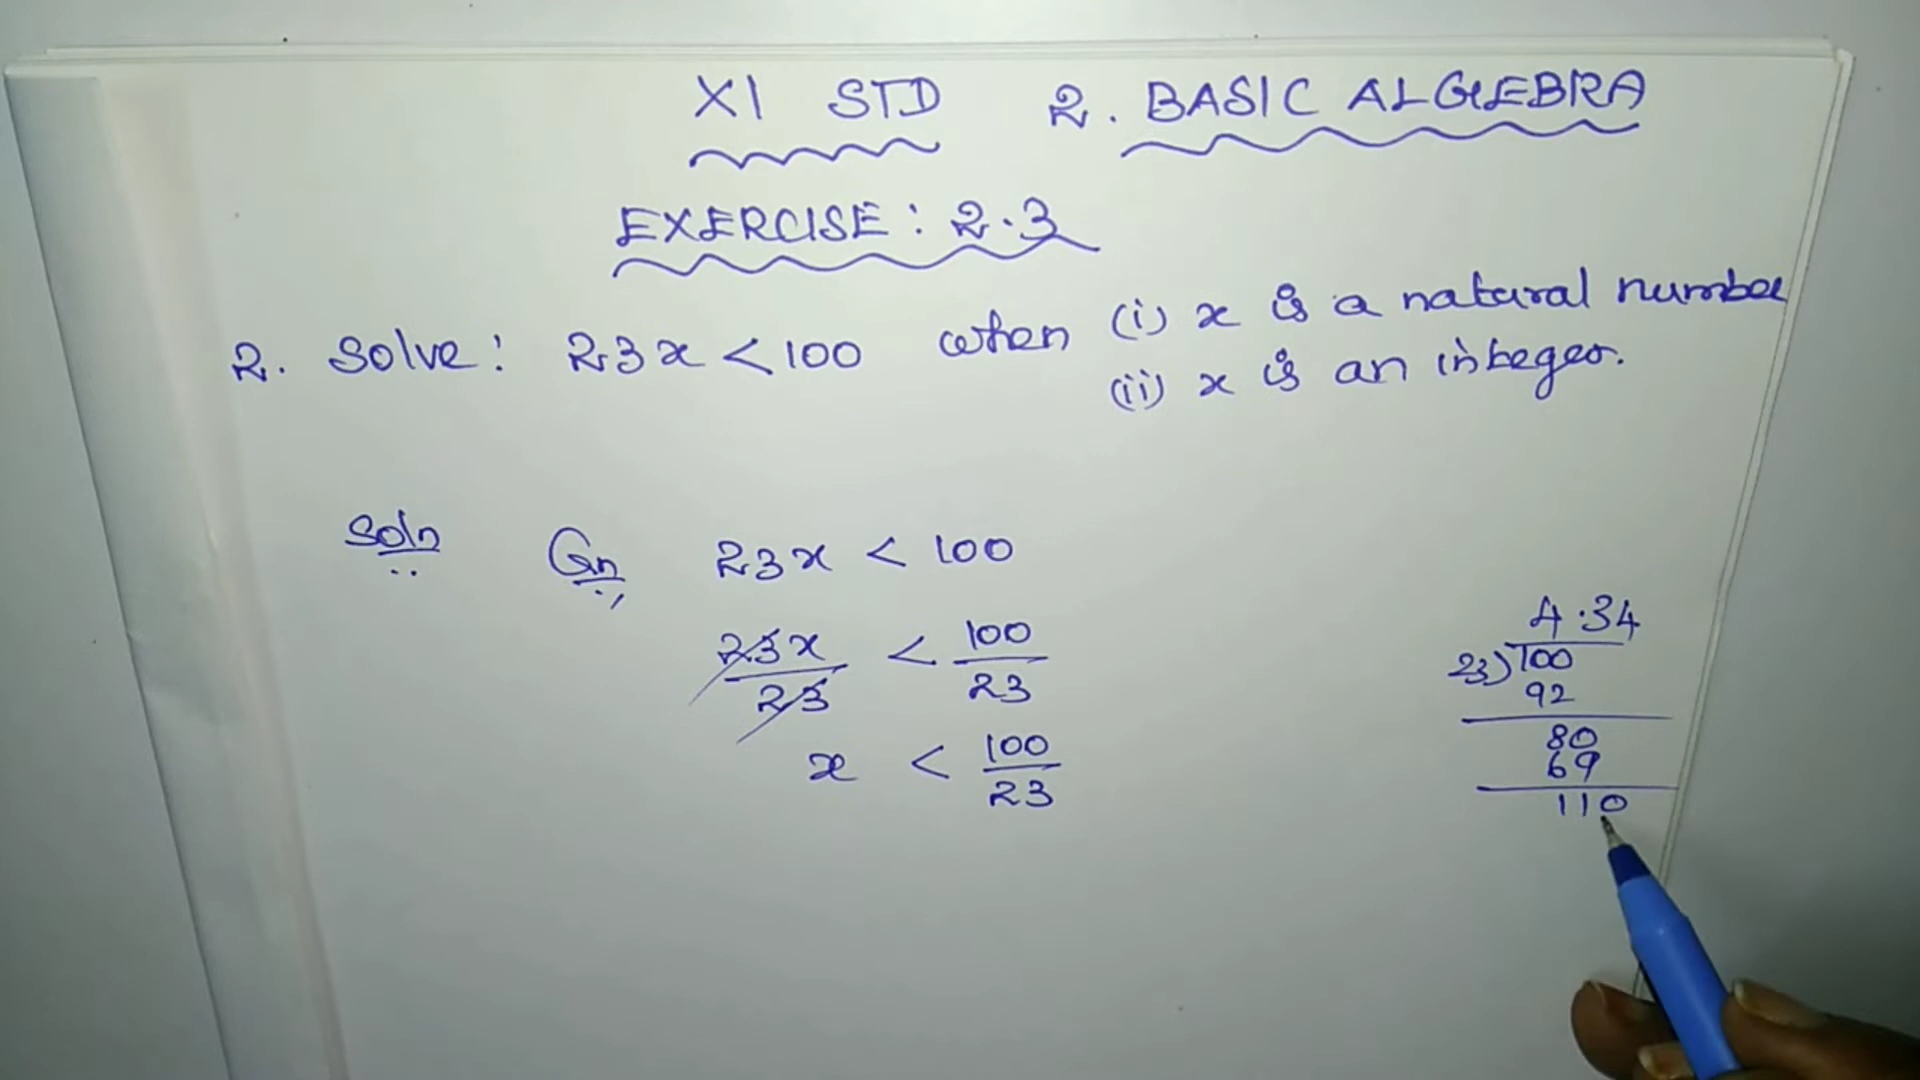 XI STD 2. BASIC ALGEBRA
EXERCISE: 2.3
2. Solve: 23x < 100 when (i) x is a natural number
(ii) x is an integer.
Soln Gn 23x < 100
23x/23 < 100/23
x < 100/23
4.34
23)100
92
80
69
110